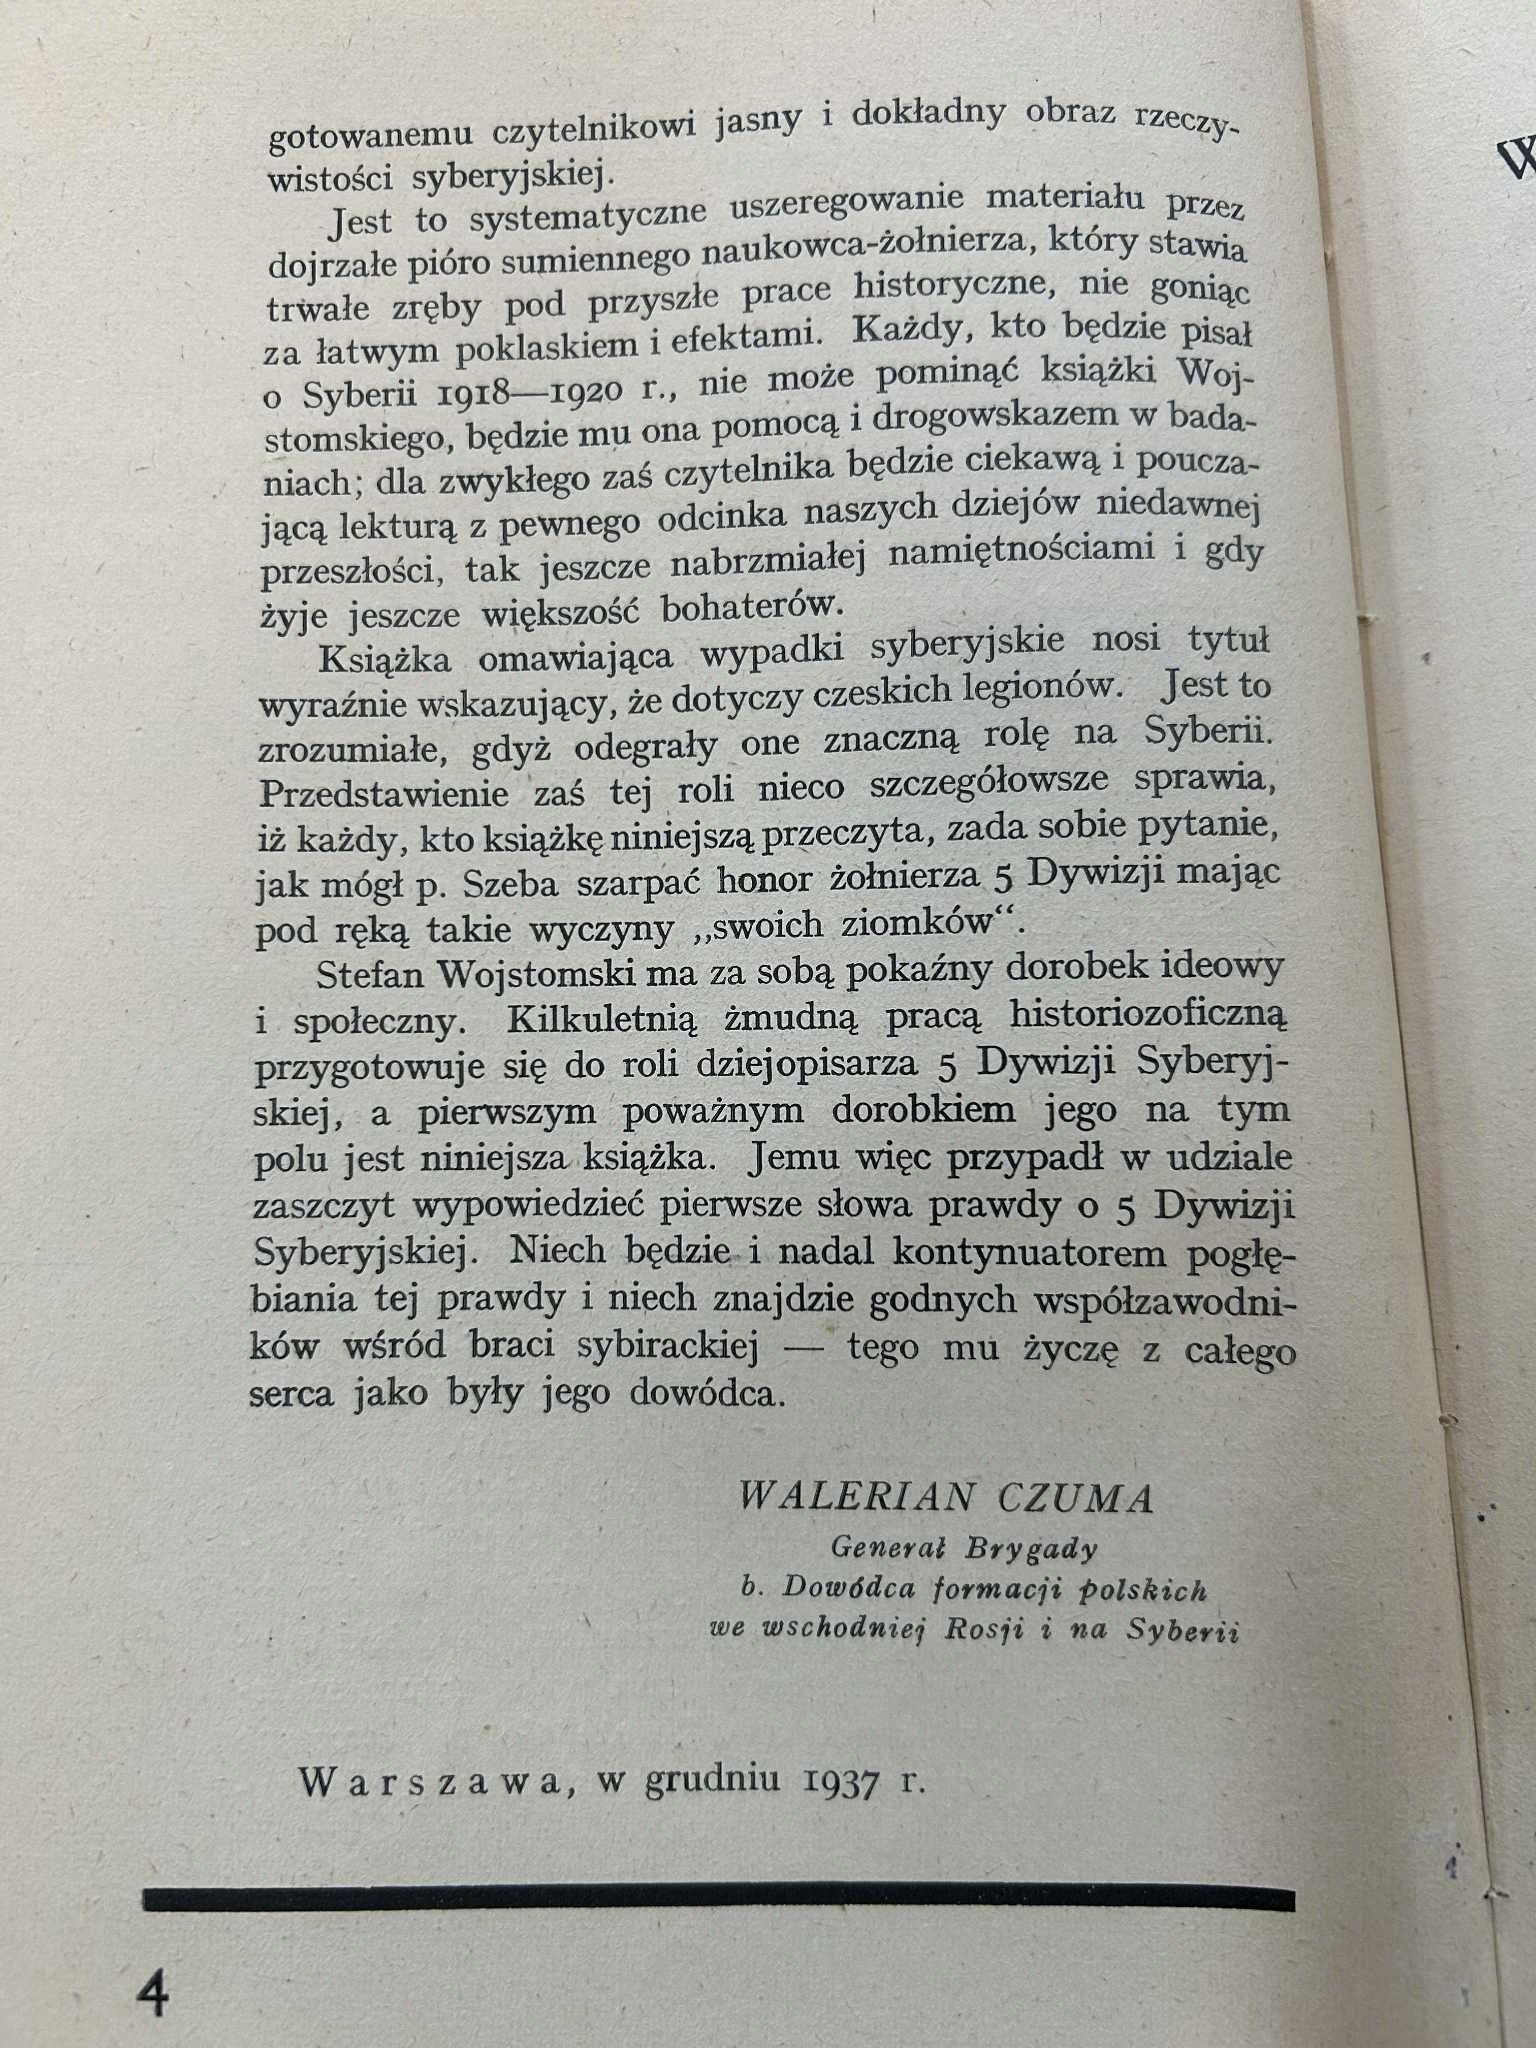 gotowanemu czytelnikowi jasny i dokładny obraz rzeczy-
wistości syberyjskiej.
Jest to systematyczne uszeregowanie materiału przez
dojrzałe pióro sumiennego naukowca-żołnierza, który stawia
trwałe zręby pod przyszłe prace historyczne, nie goniąc
za łatwym poklaskiem i efektami. Każdy, kto będzie pisał
o Syberii 1918—1920 r., nie może pominąć książki Woj-
stomskiego, będzie mu ona pomocą i drogowskazem w bada-
niach; dla zwykłego zaś czytelnika będzie ciekawą i poucza-
jącą lekturą z pewnego odcinka naszych dziejów niedawnej
przeszłości, tak jeszcze nabrzmiałej namiętnościami i gdy
żyje jeszcze większość bohaterów.
Książka omawiająca wypadki syberyjskie nosi tytuł
wyraźnie wskazujący, że dotyczy czeskich legionów. Jest to
zrozumiałe, gdyż odegrały one znaczną rolę na Syberii.
Przedstawienie zaś tej roli nieco szczegółowsze sprawia,
iż każdy, kto książkę niniejszą przeczyta, zada sobie pytanie,
jak mógł p. Szeba szarpać honor żołnierza 5 Dywizji mając
pod ręką takie wyczyny „swoich ziomków“.
Stefan Wojstomski ma za sobą pokaźny dorobek ideowy
i społeczny. Kilkuletnią żmudną pracą historiozoficzną
przygotowuje się do roli dziejopisarza 5 Dywizji Syberyj-
skiej, a pierwszym poważnym dorobkiem jego na tym
polu jest niniejsza książka. Jemu więc przypadł w udziale
zaszczyt wypowiedzieć pierwsze słowa prawdy o 5 Dywizji
Syberyjskiej. Niech będzie i nadal kontynuatorem pogłę-
biania tej prawdy i niech znajdzie godnych współzawodni-
ków wśród braci sybirackiej — tego mu życzę z całego
serca jako były jego dowódca.
WALERIAN CZUMA
Generał Brygady
b. Dowódca formacji polskich
we wschodniej Rosji i na Syberii
Warszawa, w grudniu 1937 r.
4